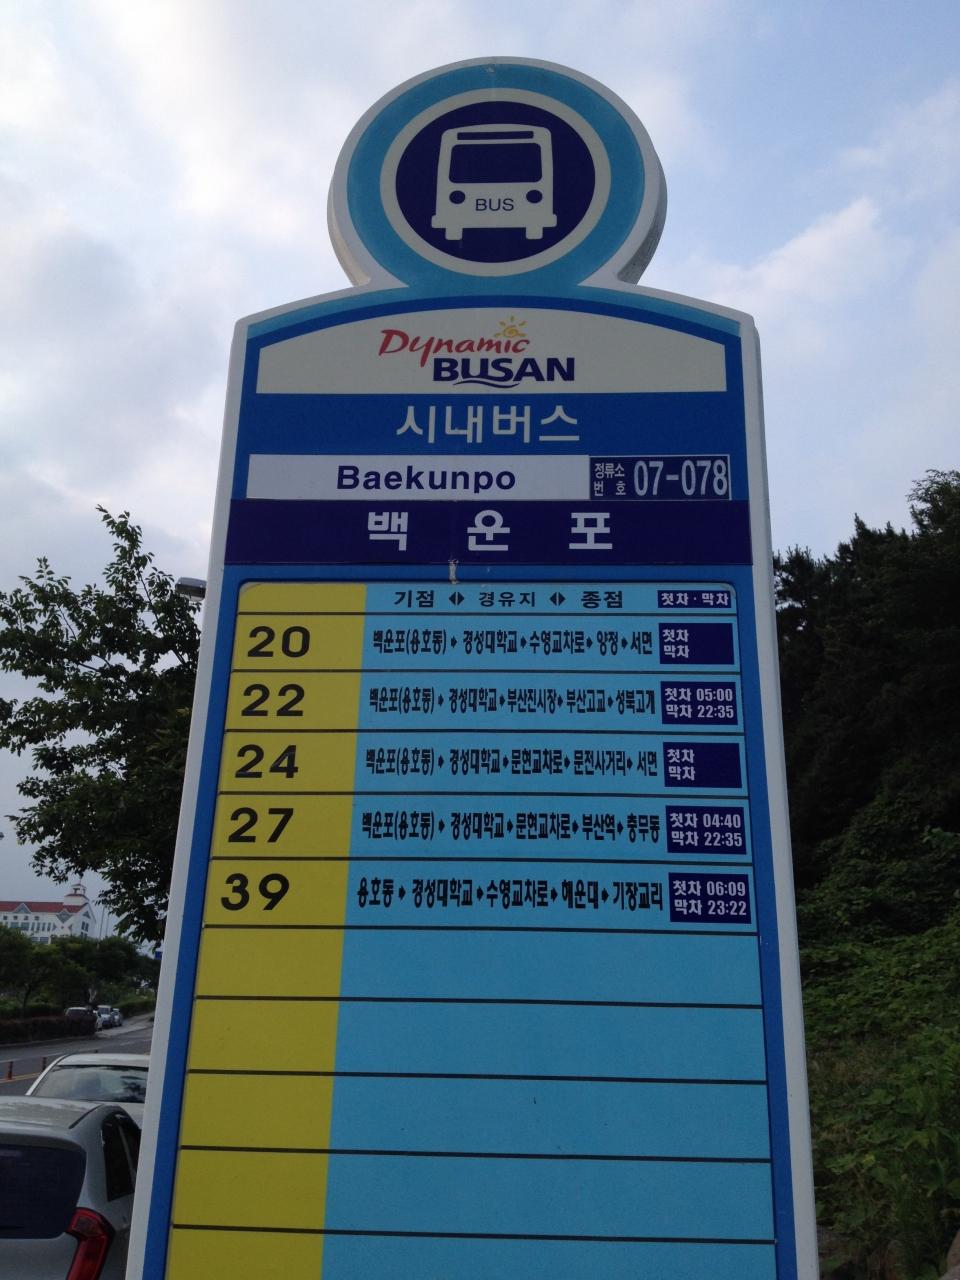 BUS
Dynamic
BUSAN
시내버스
Baekunpo 정류소 번호 07-078
백운포
기점 경유지 종점 첫차·막차
20 백운포(용호동) 경성대학교 수영교차로 양정 서면 첫차 막차
22 백운포(용호동) 경성대학교 부산진시장 부산고교 성북고개 첫차 05:00 막차 22:35
24 백운포(용호동) 경성대학교 문현교차로 문전사거리 서면 첫차 막차
27 백운포(용호동) 경성대학교 문현교차로 부산역 충무동 첫차 04:40 막차 22:35
39 용호동 경성대학교 수영교차로 해운대 기장교리 첫차 06:09 막차 23:22